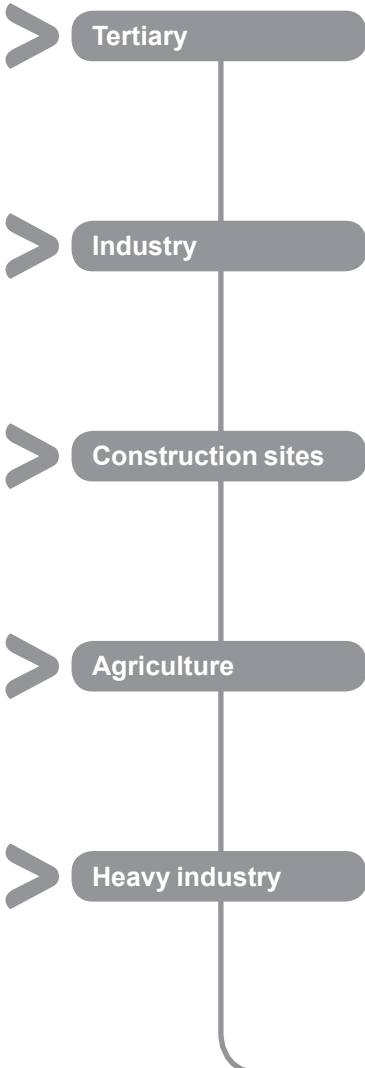 Tertiary
Industry
Construction sites
Agriculture
Heavy industry